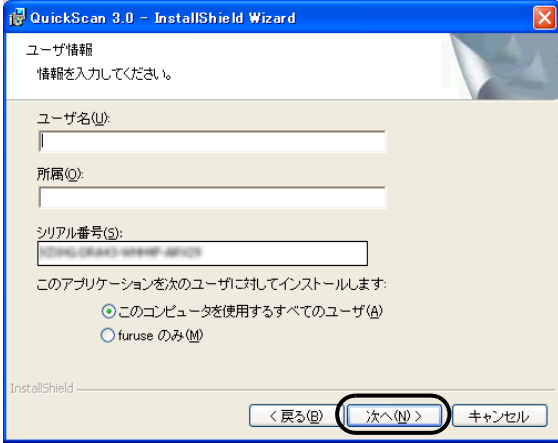 QuickScan 3.0 - InstallShield Wizard
ユーザ情報
情報を入力してください。
ユーザ名(U):
所属(O):
シリアル番号(S):
このアプリケーションを次のユーザに対してインストールします:
このコンピュータを使用するすべてのユーザ(A)
furuse のみ(M)
InstallShield
< 戻る(B) 次へ(N) > キャンセル